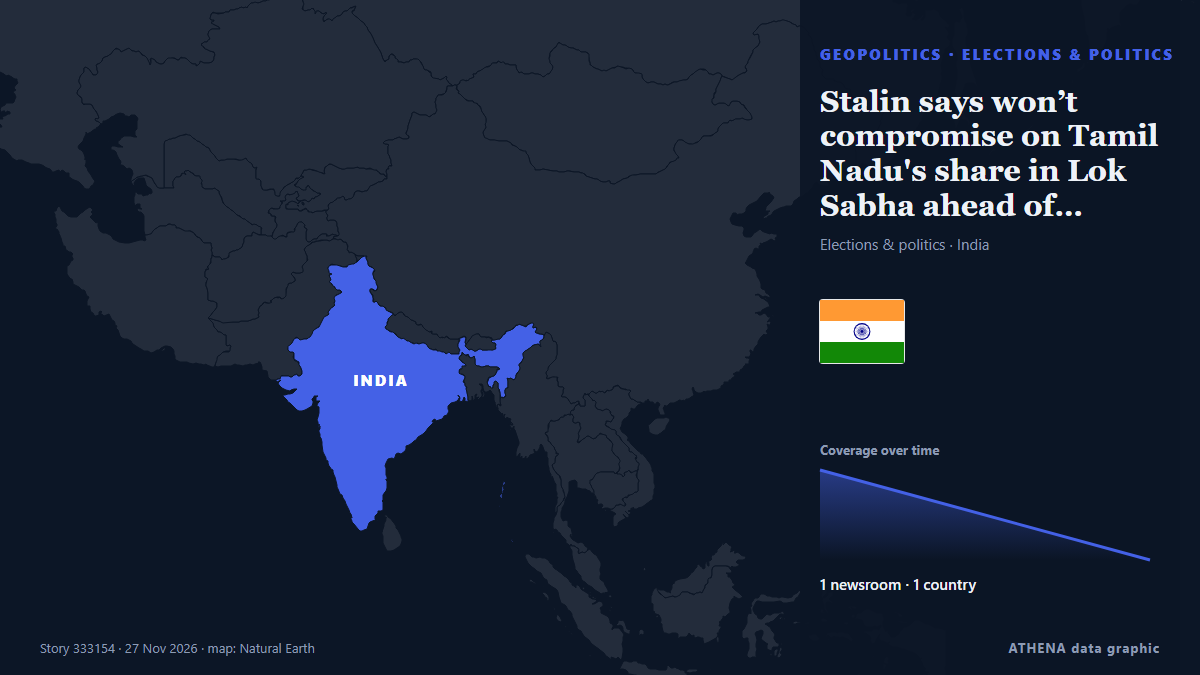 GEOPOLITICS · ELECTIONS & POLITICS
Stalin says won’t
compromise on Tamil
Nadu's share in Lok
Sabha ahead of...
Elections & politics · India
INDIA
Coverage over time
1 newsroom · 1 country
Story 333154 · 27 Nov 2026 · map: Natural Earth
ATHENA data graphic